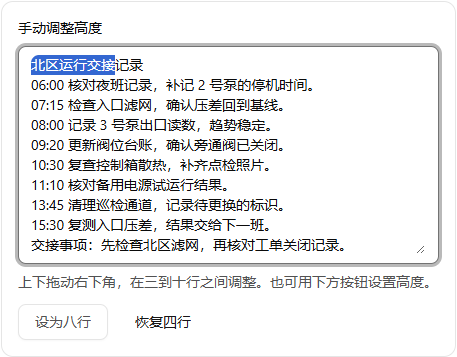 手动调整高度
北区运行交接记录
06:00 核对夜班记录，补记 2 号泵的停机时间。
07:15 检查入口滤网，确认压差回到基线。
08:00 记录 3 号泵出口读数，趋势稳定。
09:20 更新阀位台账，确认旁通阀已关闭。
10:30 复查控制箱散热，补齐点检照片。
11:10 核对备用电源试运行结果。
13:45 清理巡检通道，记录待更换的标识。
15:30 复测入口压差，结果交给下一班。
交接事项：先检查北区滤网，再核对工单关闭记录。
上下拖动右下角，在三到十行之间调整。也可用下方按钮设置高度。
设为八行
恢复四行